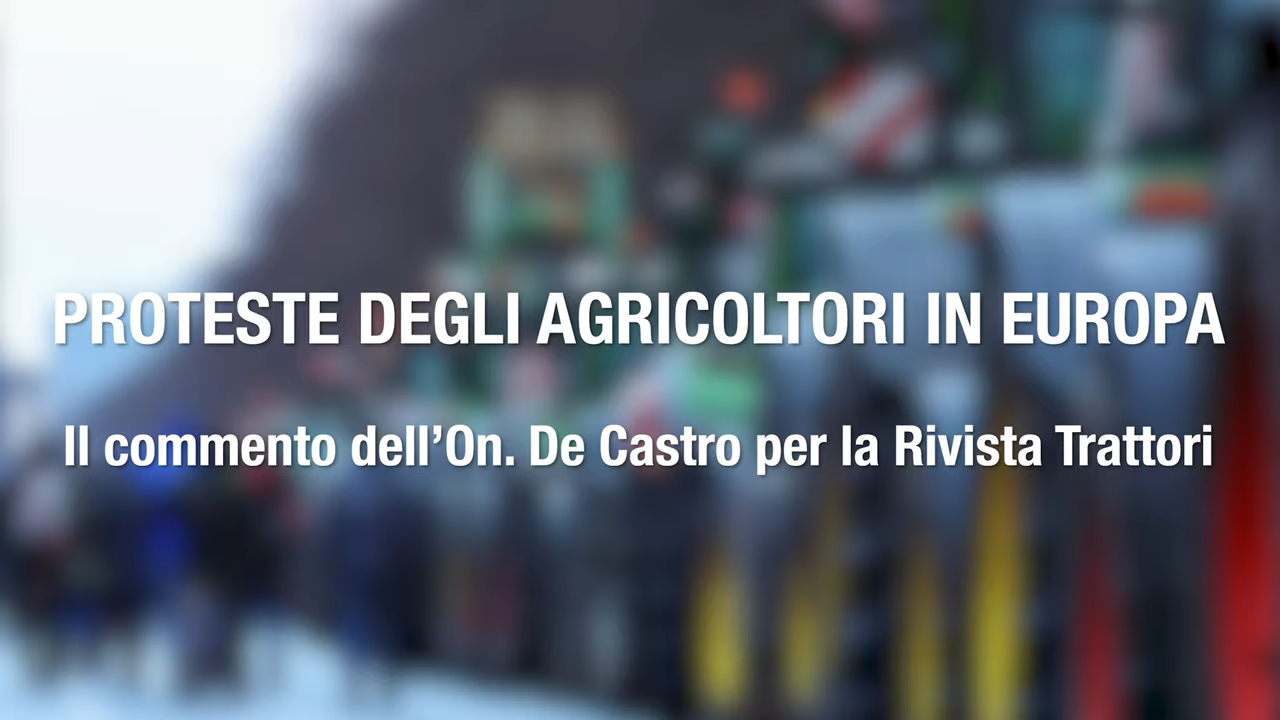 PROTESTE DEGLI AGRICOLTORI IN EUROPA
Il commento dell’On. De Castro per la Rivista Trattori